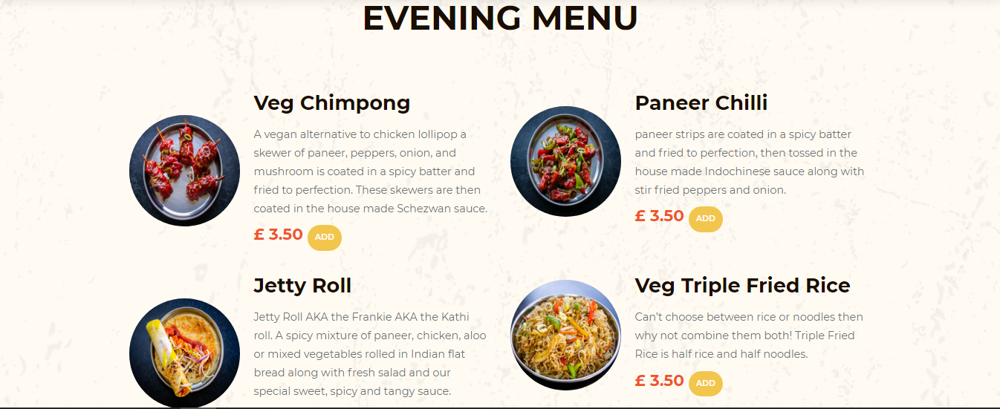 EVENING MENU
Veg Chimpong
A vegan alternative to chicken lollipop a
skewer of paneer, peppers, onion, and
mushroom is coated in a spicy batter and
fried to perfection. These skewers are then
coated in the house made Schezwan sauce.
£ 3.50 ADD
Paneer Chilli
paneer strips are coated in a spicy batter
and fried to perfection, then tossed in the
house made Indochinese sauce along with
stir fried peppers and onion.
£ 3.50 ADD
Jetty Roll
Jetty Roll AKA the Frankie AKA the Kathi
roll. A spicy mixture of paneer, chicken, aloo
or mixed vegetables rolled in Indian flat
bread along with fresh salad and our
special sweet, spicy and tangy sauce.
Veg Triple Fried Rice
Can't choose between rice or noodles then
why not combine them both! Triple Fried
Rice is half rice and half noodles.
£ 3.50 ADD